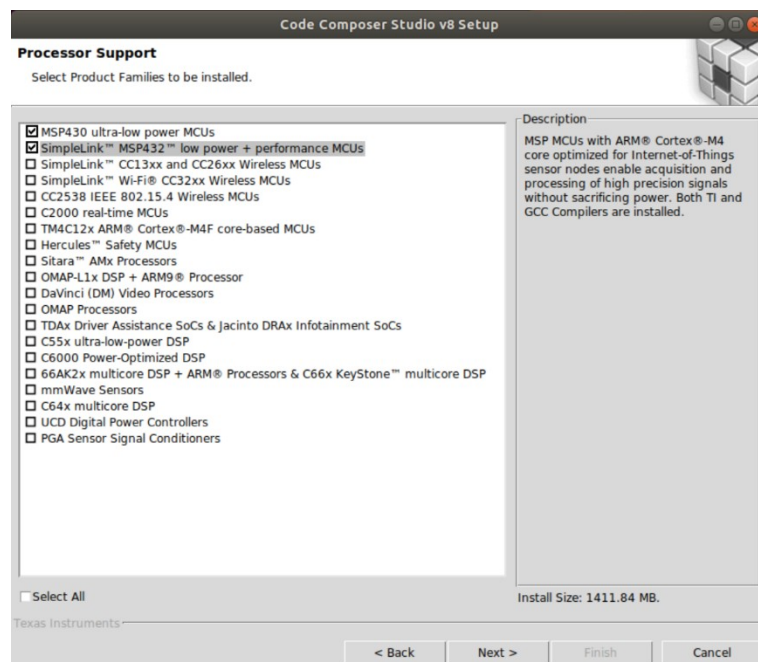 Code Composer Studio v8 Setup
Processor Support
Select Product Families to be installed.
MSP430 ultra-low power MCUs
SimpleLink™ MSP432™ low power + performance MCUs
SimpleLink™ CC13xx and CC26xx Wireless MCUs
SimpleLink™ Wi-Fi® CC32xx Wireless MCUs
CC2538 IEEE 802.15.4 Wireless MCUs
C2000 real-time MCUs
TM4C12x ARM® Cortex®-M4F core-based MCUs
Hercules™ Safety MCUs
Sitara™ AMx Processors
OMAP-L1x DSP + ARM9® Processor
DaVinci (DM) Video Processors
OMAP Processors
TDAx Driver Assistance SoCs & Jacinto DRAx Infotainment SoCs
C55x ultra-low-power DSP
C6000 Power-Optimized DSP
66AK2x multicore DSP + ARM® Processors & C66x KeyStone™ multicore DSP
mmWave Sensors
C64x multicore DSP
UCD Digital Power Controllers
PGA Sensor Signal Conditioners
Description
MSP MCUs with ARM® Cortex®-M4
core optimized for Internet-of-Things
sensor nodes enable acquisition and
processing of high precision signals
without sacrificing power. Both TI and
GCC Compilers are installed.
Select All
Install Size: 1411.84 MB.
Texas Instruments
< Back
Next >
Finish
Cancel